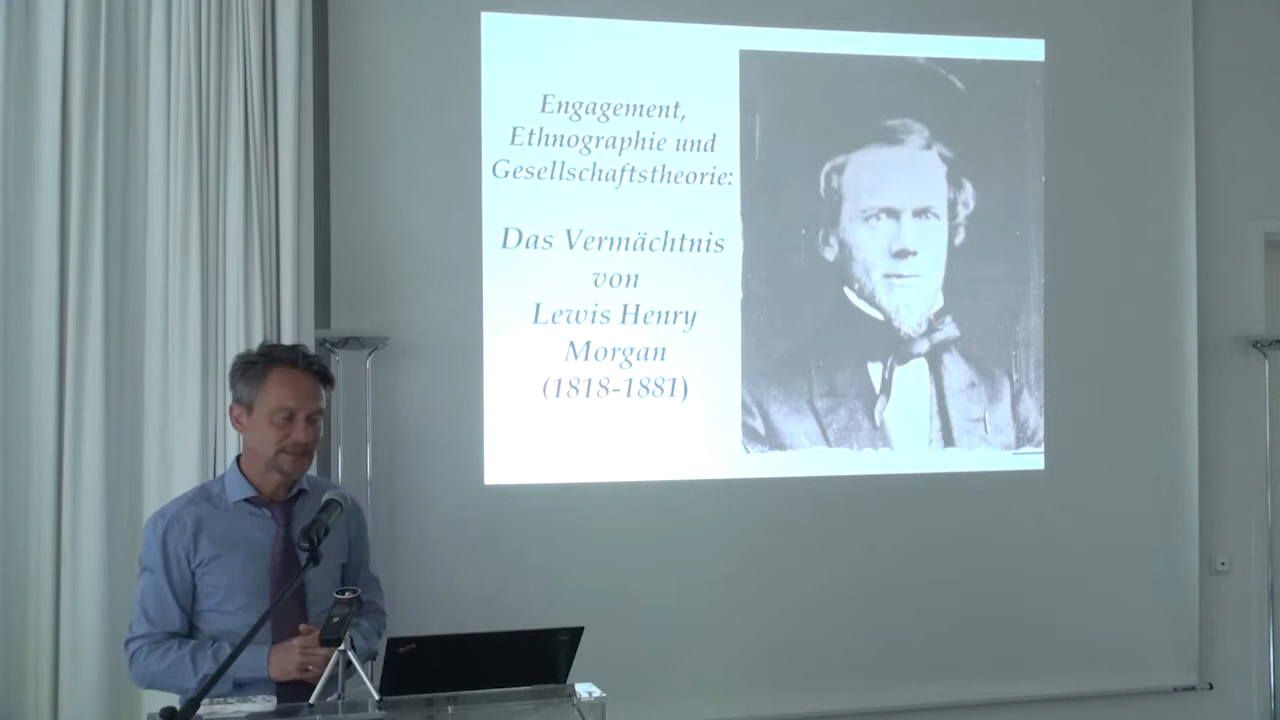 Engagement,
Ethnographie und
Gesellschaftstheorie:
Das Vermächtnis
von
Lewis Henry
Morgan
(1818-1881)